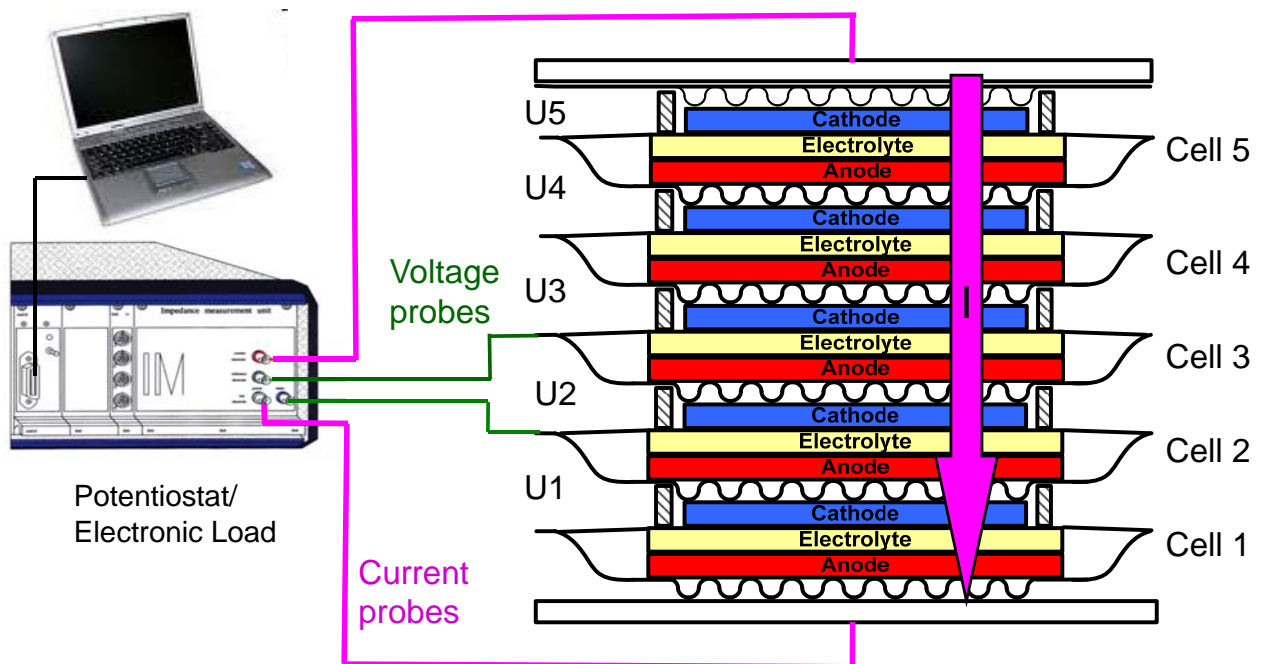 U5
Cathode
Electrolyte
Anode
Cell 5
U4
Cathode
Electrolyte
Anode
Cell 4
Voltage
probes
U3
Cathode
Electrolyte
Anode
Cell 3
Impedance measurement unit
IM
U2
Cathode
Electrolyte
Anode
Cell 2
U1
Cathode
Electrolyte
Anode
Cell 1
Potentiostat/
Electronic Load
Current
probes
I